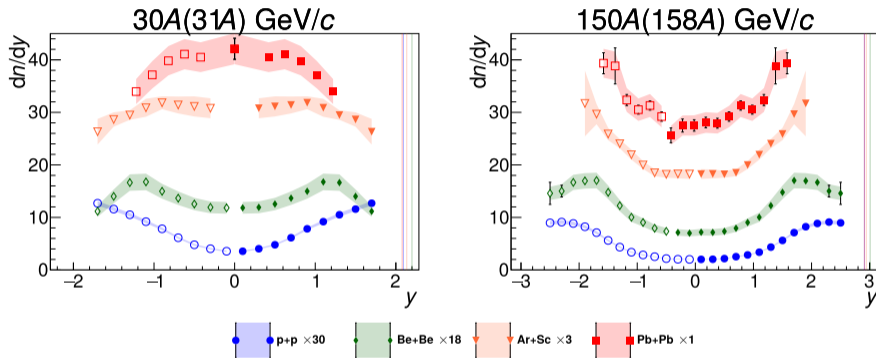 30A(31A) GeV/c
150A(158A) GeV/c
dn/dy
40
30
20
10
0
−2
−1
0
1
2
y
dn/dy
40
30
20
10
0
−3
−2
−1
0
1
2
3
y
p+p ×30
Be+Be ×18
Ar+Sc ×3
Pb+Pb ×1